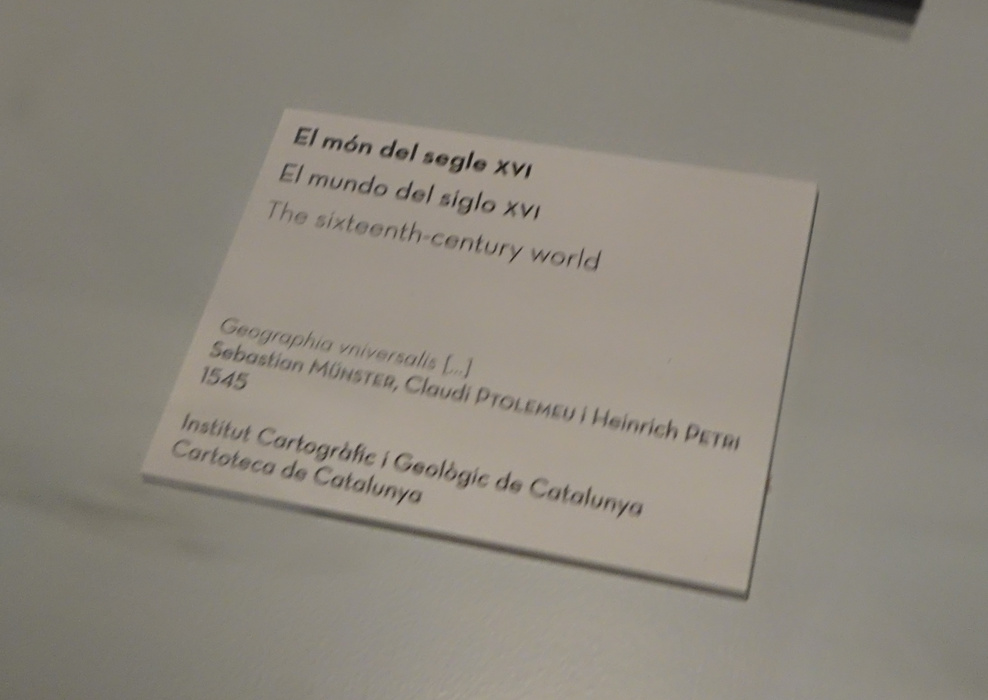 El món del segle XVI
El mundo del siglo XVI
The sixteenth-century world
Geographia vniversalis [...]
Sebastian MÜNSTER, Claudi PTOLEMEU i Heinrich PETRI
1545
Institut Cartogràfic i Geològic de Catalunya
Cartoteca de Catalunya